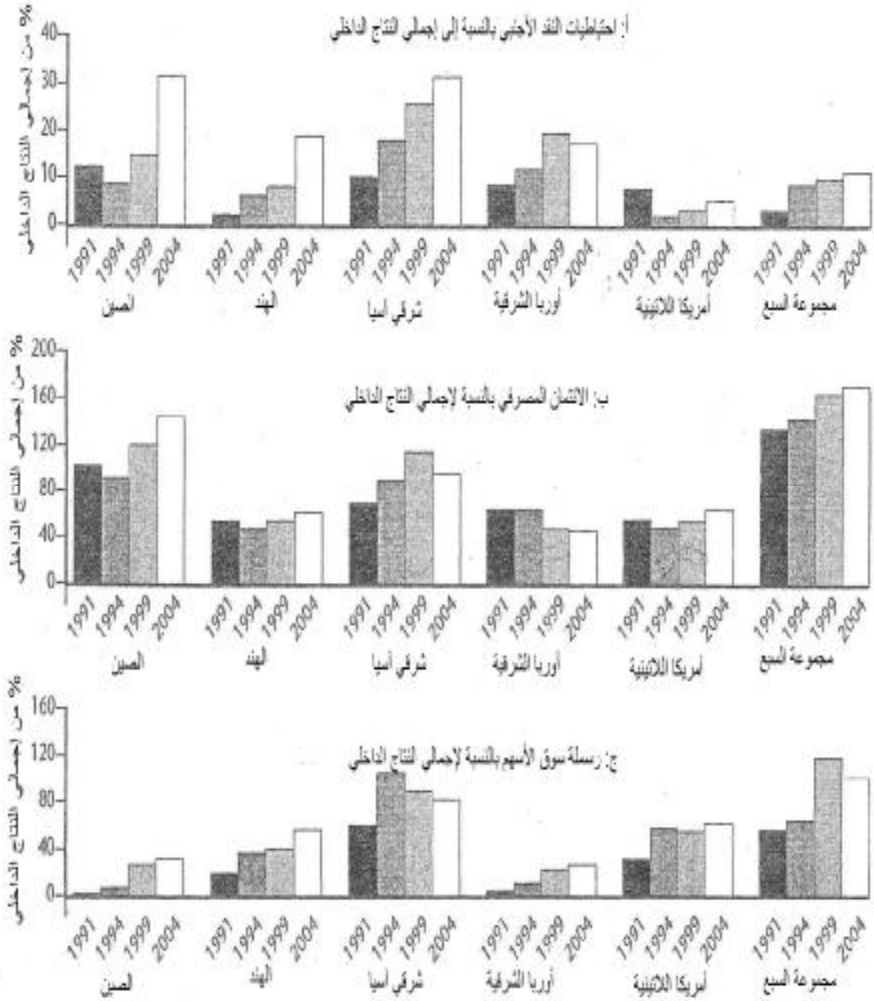 أ: احتياطيات النقد الأجنبي بالنسبة إلى إجمالي الناتج الداخلي
% من إجمالي الناتج الداخلي
40
30
20
10
0
1991 1994 1999 2004 1991 1994 1999 2004 1991 1994 1999 2004 1991 1994 1999 2004 1991 1994 1999 2004 1991 1994 1999 2004
الصين الهند شرقي آسيا أوربا الشرقية أمريكا اللاتينية مجموعة السبع
ب: الائتمان المصرفي بالنسبة لإجمالي الناتج الداخلي
% من إجمالي الناتج الداخلي
200
160
120
80
40
0
1991 1994 1999 2004 1991 1994 1999 2004 1991 1994 1999 2004 1991 1994 1999 2004 1991 1994 1999 2004 1991 1994 1999 2004
الصين الهند شرقي آسيا أوربا الشرقية أمريكا اللاتينية مجموعة السبع
ج: رسملة سوق الأسهم بالنسبة لإجمالي الناتج الداخلي
% من إجمالي الناتج الداخلي
160
120
80
40
0
1991 1994 1999 2004 1991 1994 1999 2004 1991 1994 1999 2004 1991 1994 1999 2004 1991 1994 1999 2004 1991 1994 1999 2004
الصين الهند شرقي آسيا أوربا الشرقية أمريكا اللاتينية مجموعة السبع